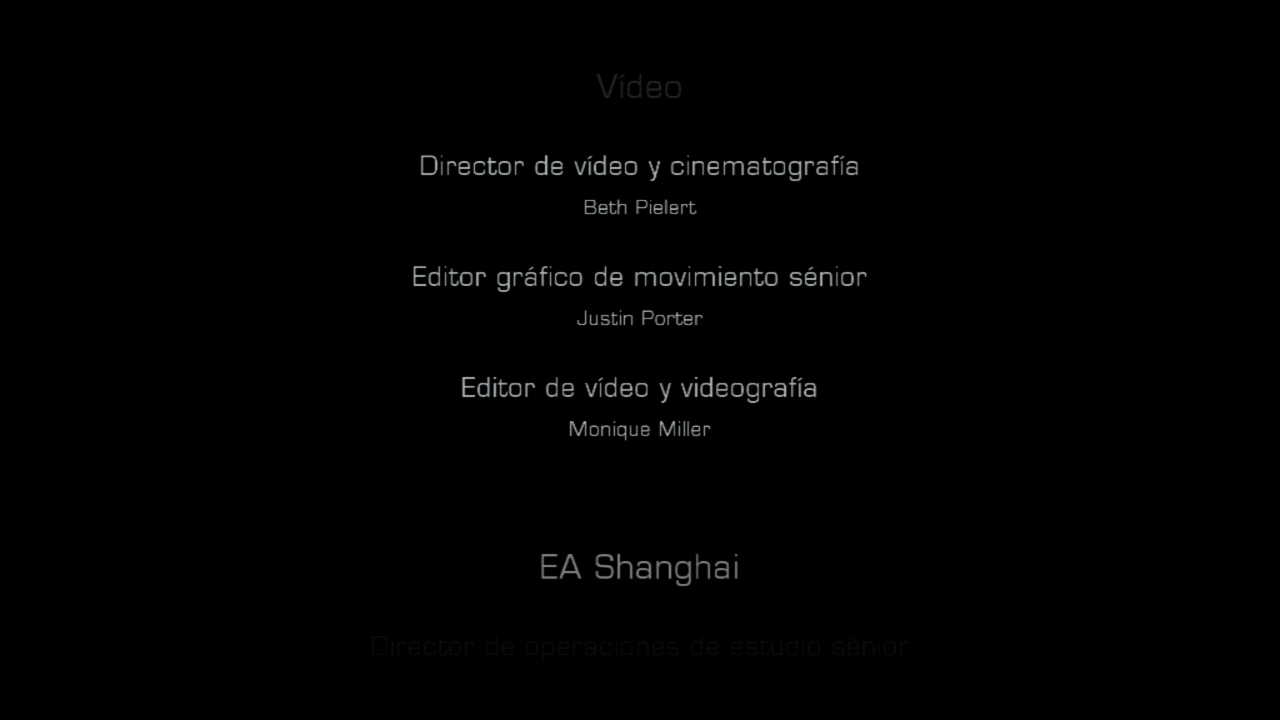 Vídeo
Director de vídeo y cinematografía
Beth Pielert
Editor gráfico de movimiento sénior
Justin Porter
Editor de vídeo y videografía
Monique Miller
EA Shanghai
Director de operaciones de estudio sénior